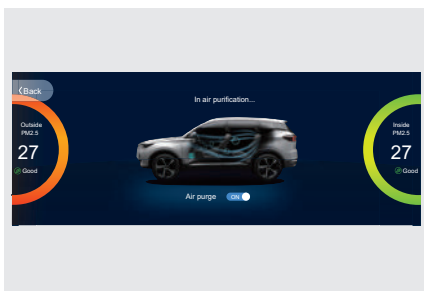 Back
In air purification...
Outside
PM2.5
27
Good
Inside
PM2.5
27
Good
Air purge
ON